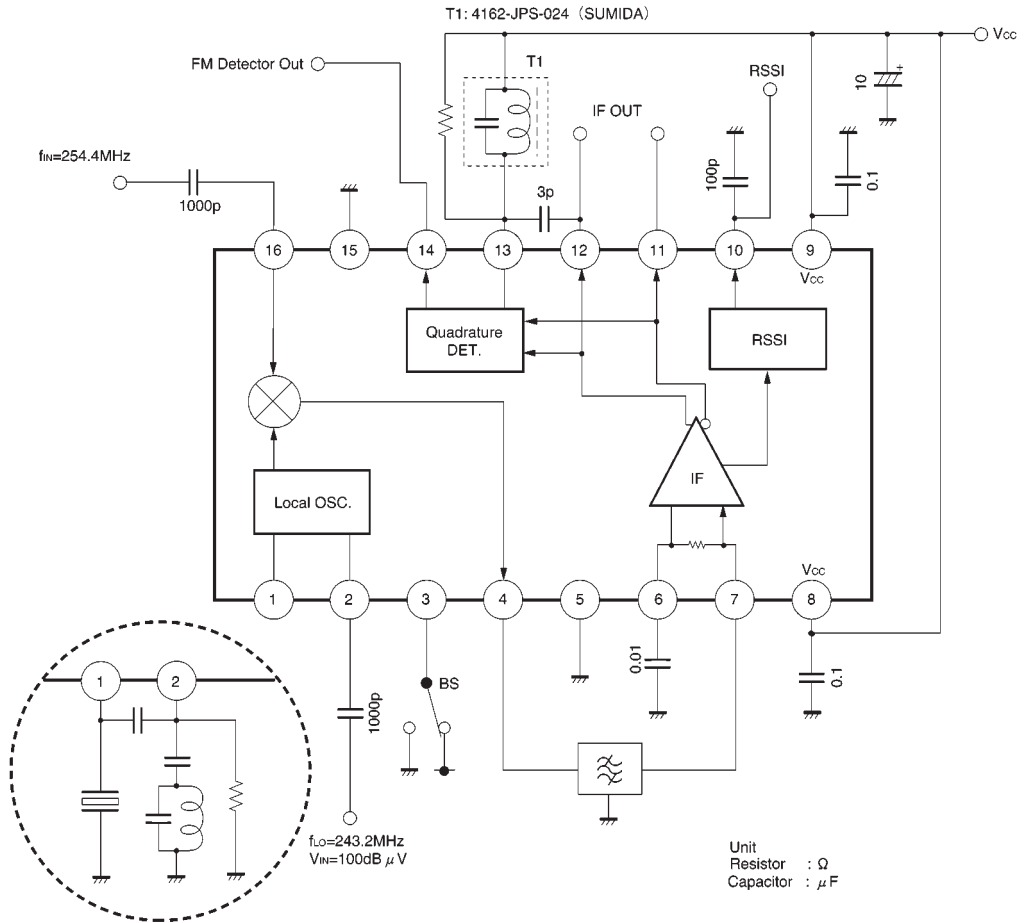 T1: 4162-JPS-024 (SUMIDA)
Vcc
FM Detector Out
T1
RSSI
10
+
IF OUT
fIN=254.4MHz
1000p
3p
100p
0.1
16
15
14
13
12
11
10
9
Vcc
Quadrature
DET.
RSSI
IF
Local OSC.
Vcc
1
2
3
4
5
6
7
8
1
2
BS
1000p
0.01
0.1
fLO=243.2MHz
VIN=100dB μV
Unit
Resistor : Ω
Capacitor : μF